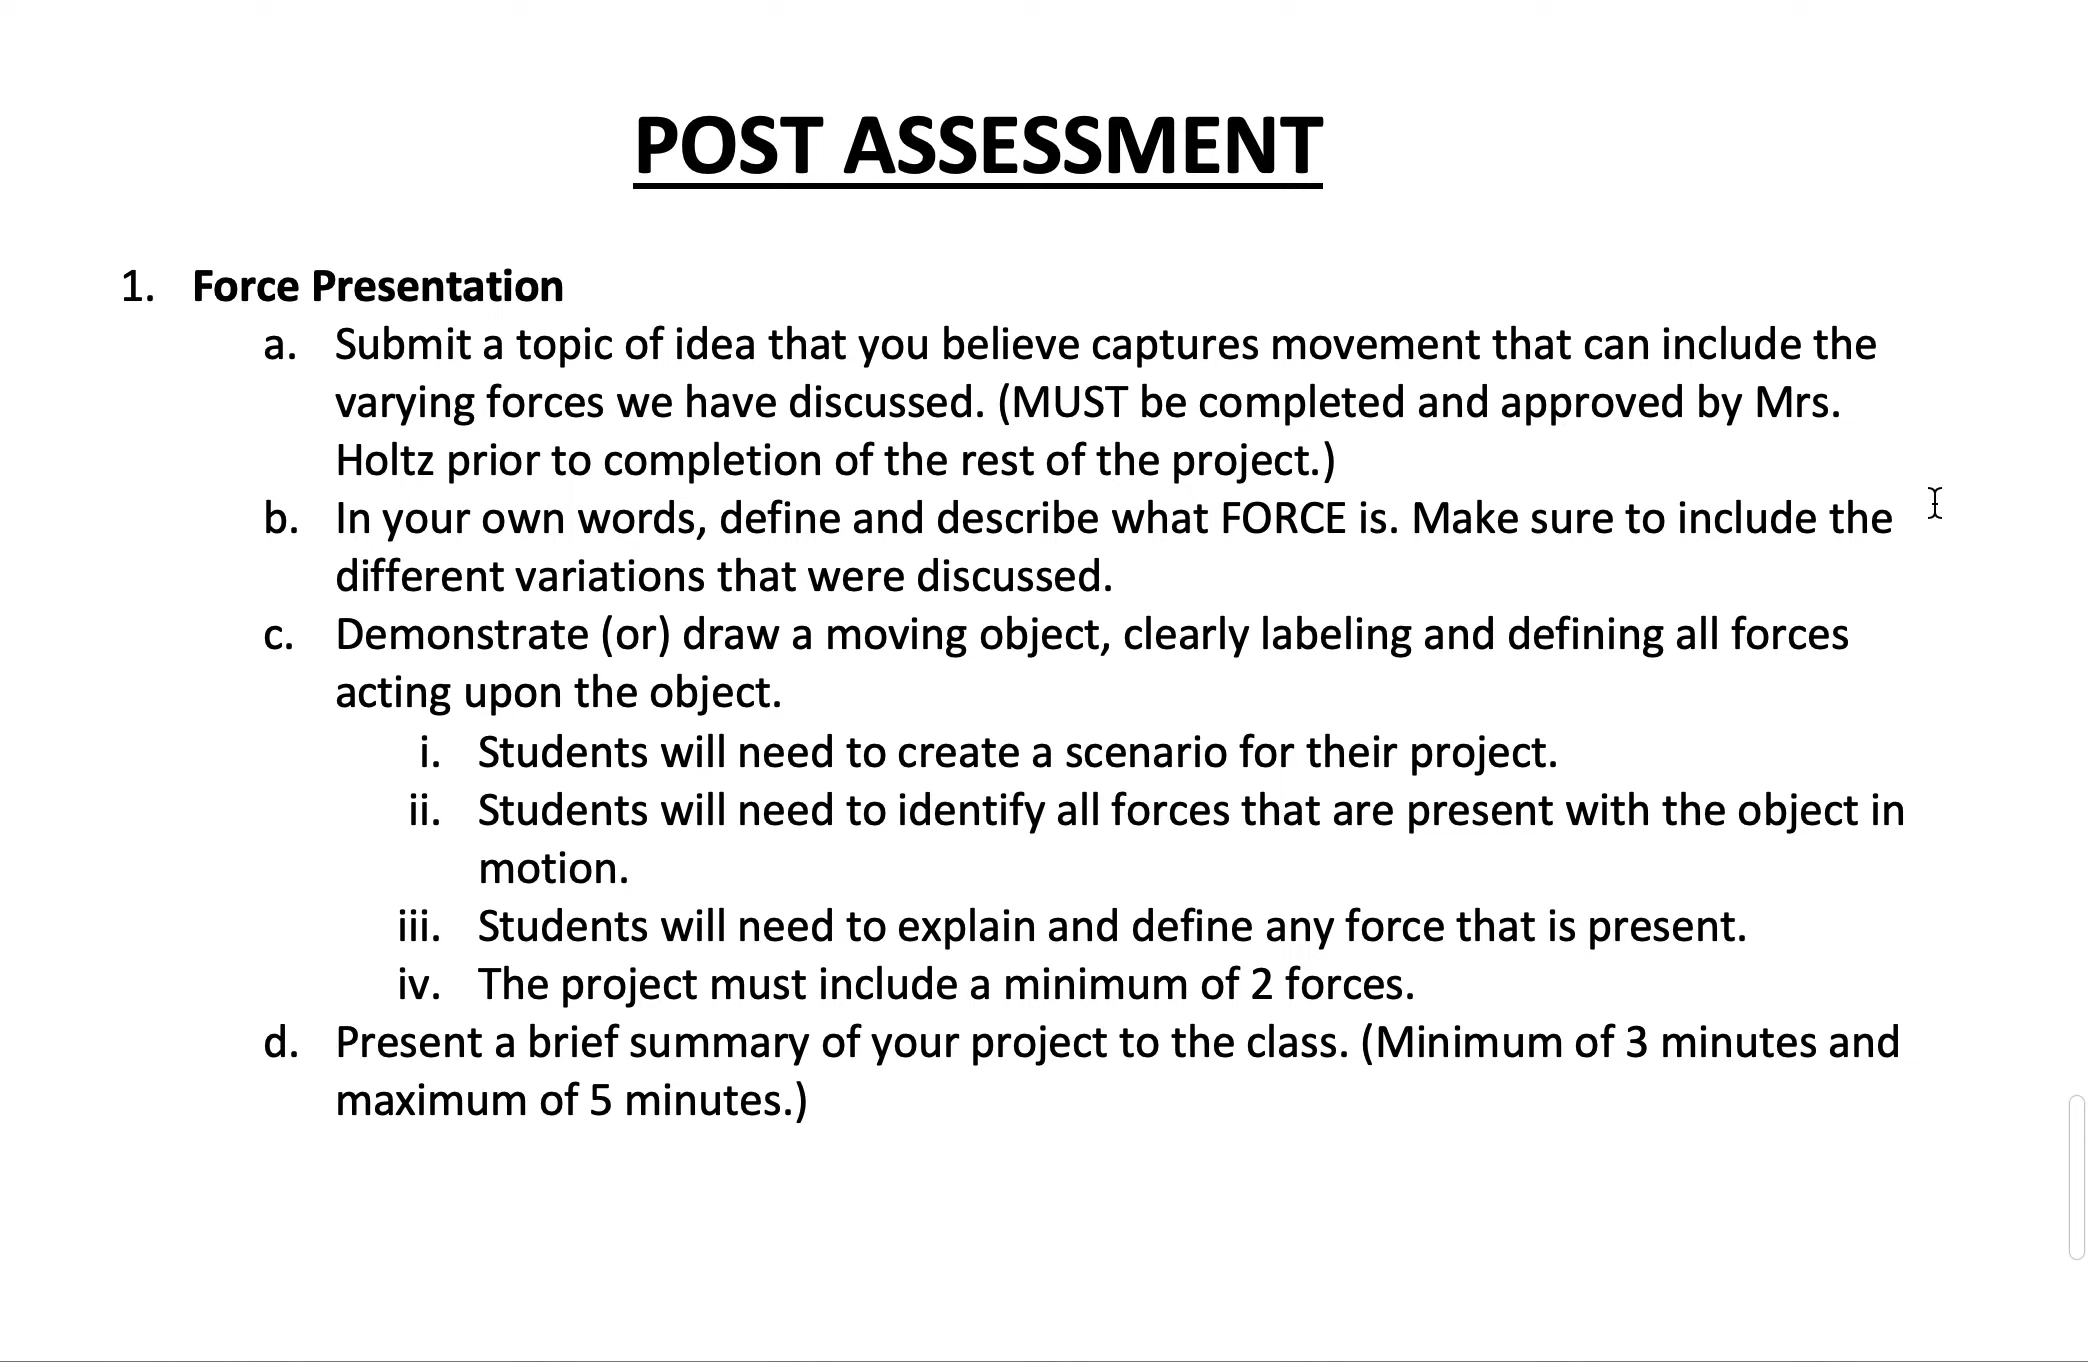 POST ASSESSMENT
1. Force Presentation
a. Submit a topic of idea that you believe captures movement that can include the
varying forces we have discussed. (MUST be completed and approved by Mrs.
Holtz prior to completion of the rest of the project.)
b. In your own words, define and describe what FORCE is. Make sure to include the
different variations that were discussed.
c. Demonstrate (or) draw a moving object, clearly labeling and defining all forces
acting upon the object.
i. Students will need to create a scenario for their project.
ii. Students will need to identify all forces that are present with the object in
motion.
iii. Students will need to explain and define any force that is present.
iv. The project must include a minimum of 2 forces.
d. Present a brief summary of your project to the class. (Minimum of 3 minutes and
maximum of 5 minutes.)